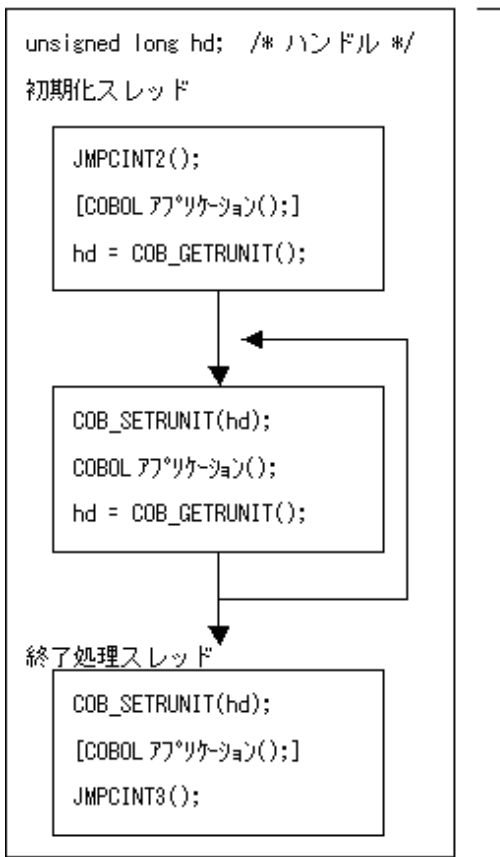 unsigned long hd;  /* ハンドル */
初期化スレッド
JMPCINT2();
[COBOL ｱﾌﾟﾘｹｰｼｮﾝ();]
hd = COB_GETRUNIT();
COB_SETRUNIT(hd);
COBOL ｱﾌﾟﾘｹｰｼｮﾝ();
hd = COB_GETRUNIT();
終了処理スレッド
COB_SETRUNIT(hd);
[COBOL ｱﾌﾟﾘｹｰｼｮﾝ();]
JMPCINT3();